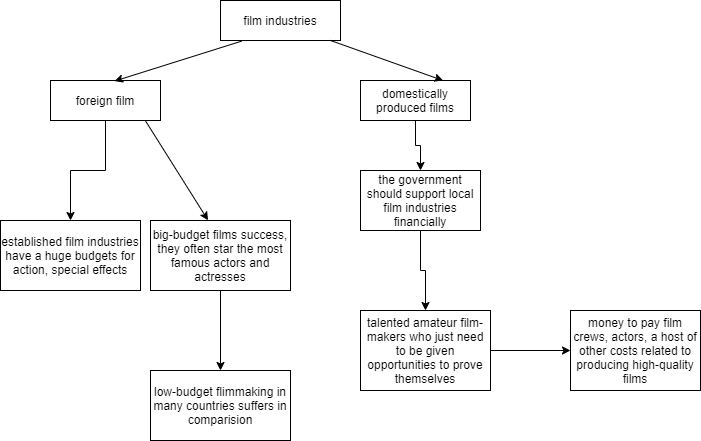 film industries
foreign film
domestically
produced films
the government
should support local
film industries
financially
established film industries
have a huge budgets for
action, special effects
big-budget films success,
they often star the most
famous actors and
actresses
talented amateur film-
makers who just need
to be given
opportunities to prove
themselves
money to pay film
crews, actors, a host of
other costs related to
producing high-quality
films
low-budget flimmaking in
many countries suffers in
comparision